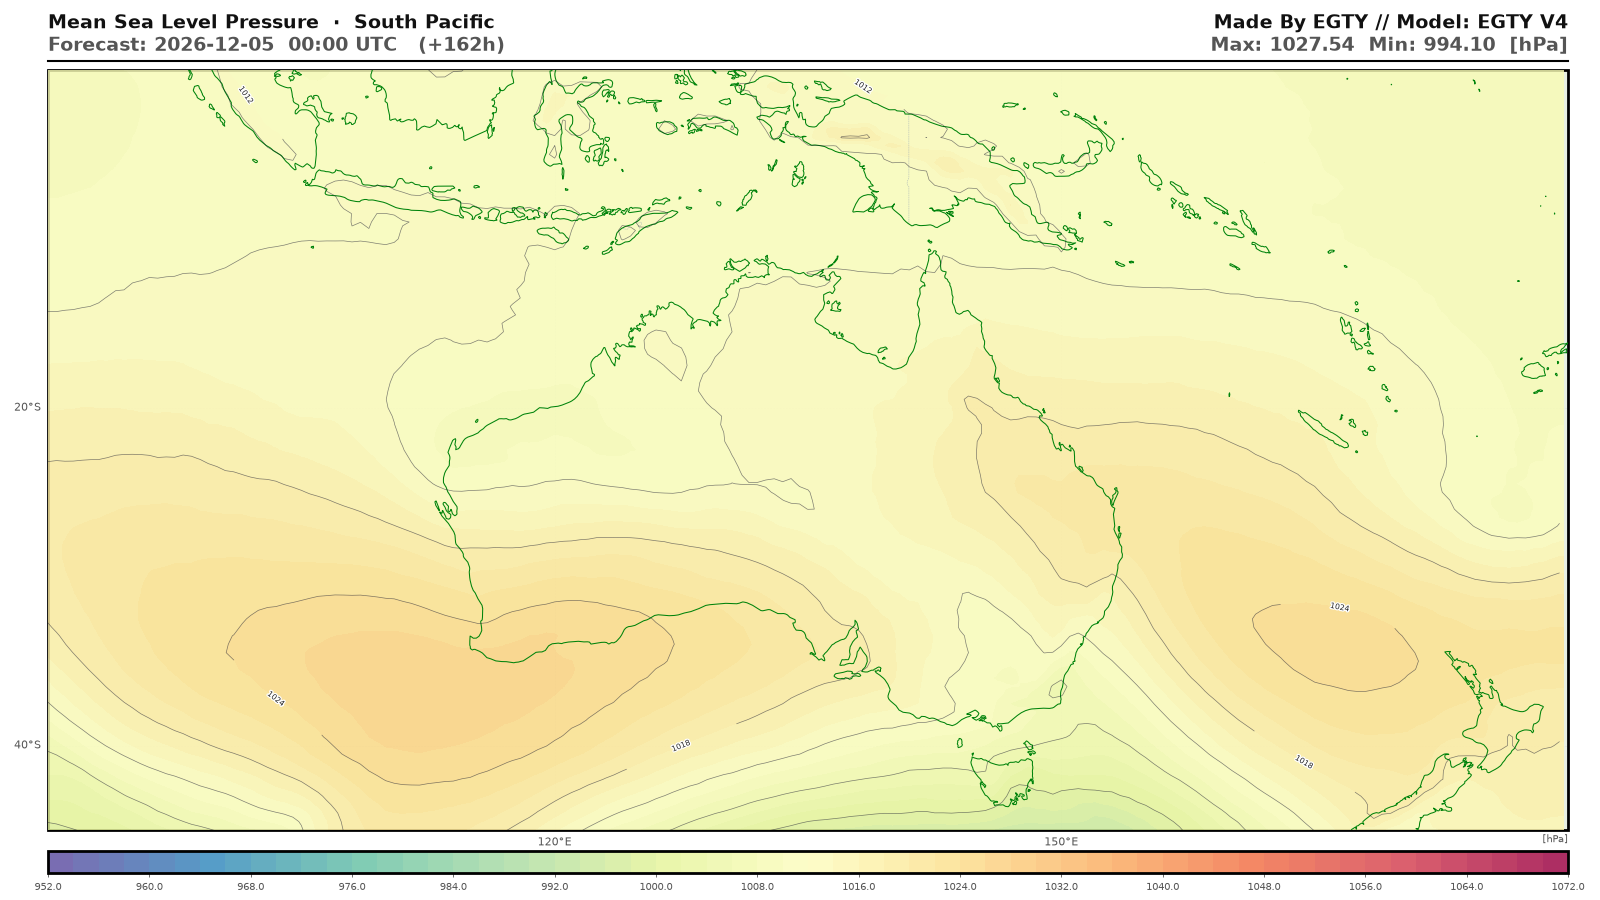 Mean Sea Level Pressure · South Pacific
Made By EGTY // Model: EGTY V4
Forecast: 2026-12-05 00:00 UTC (+162h)
Max: 1027.54 Min: 994.10 [hPa]
1012
1012
20°S
1024
1024
1018
1018
40°S
120°E
150°E
[hPa]
952.0
960.0
968.0
976.0
984.0
992.0
1000.0
1008.0
1016.0
1024.0
1032.0
1040.0
1048.0
1056.0
1064.0
1072.0